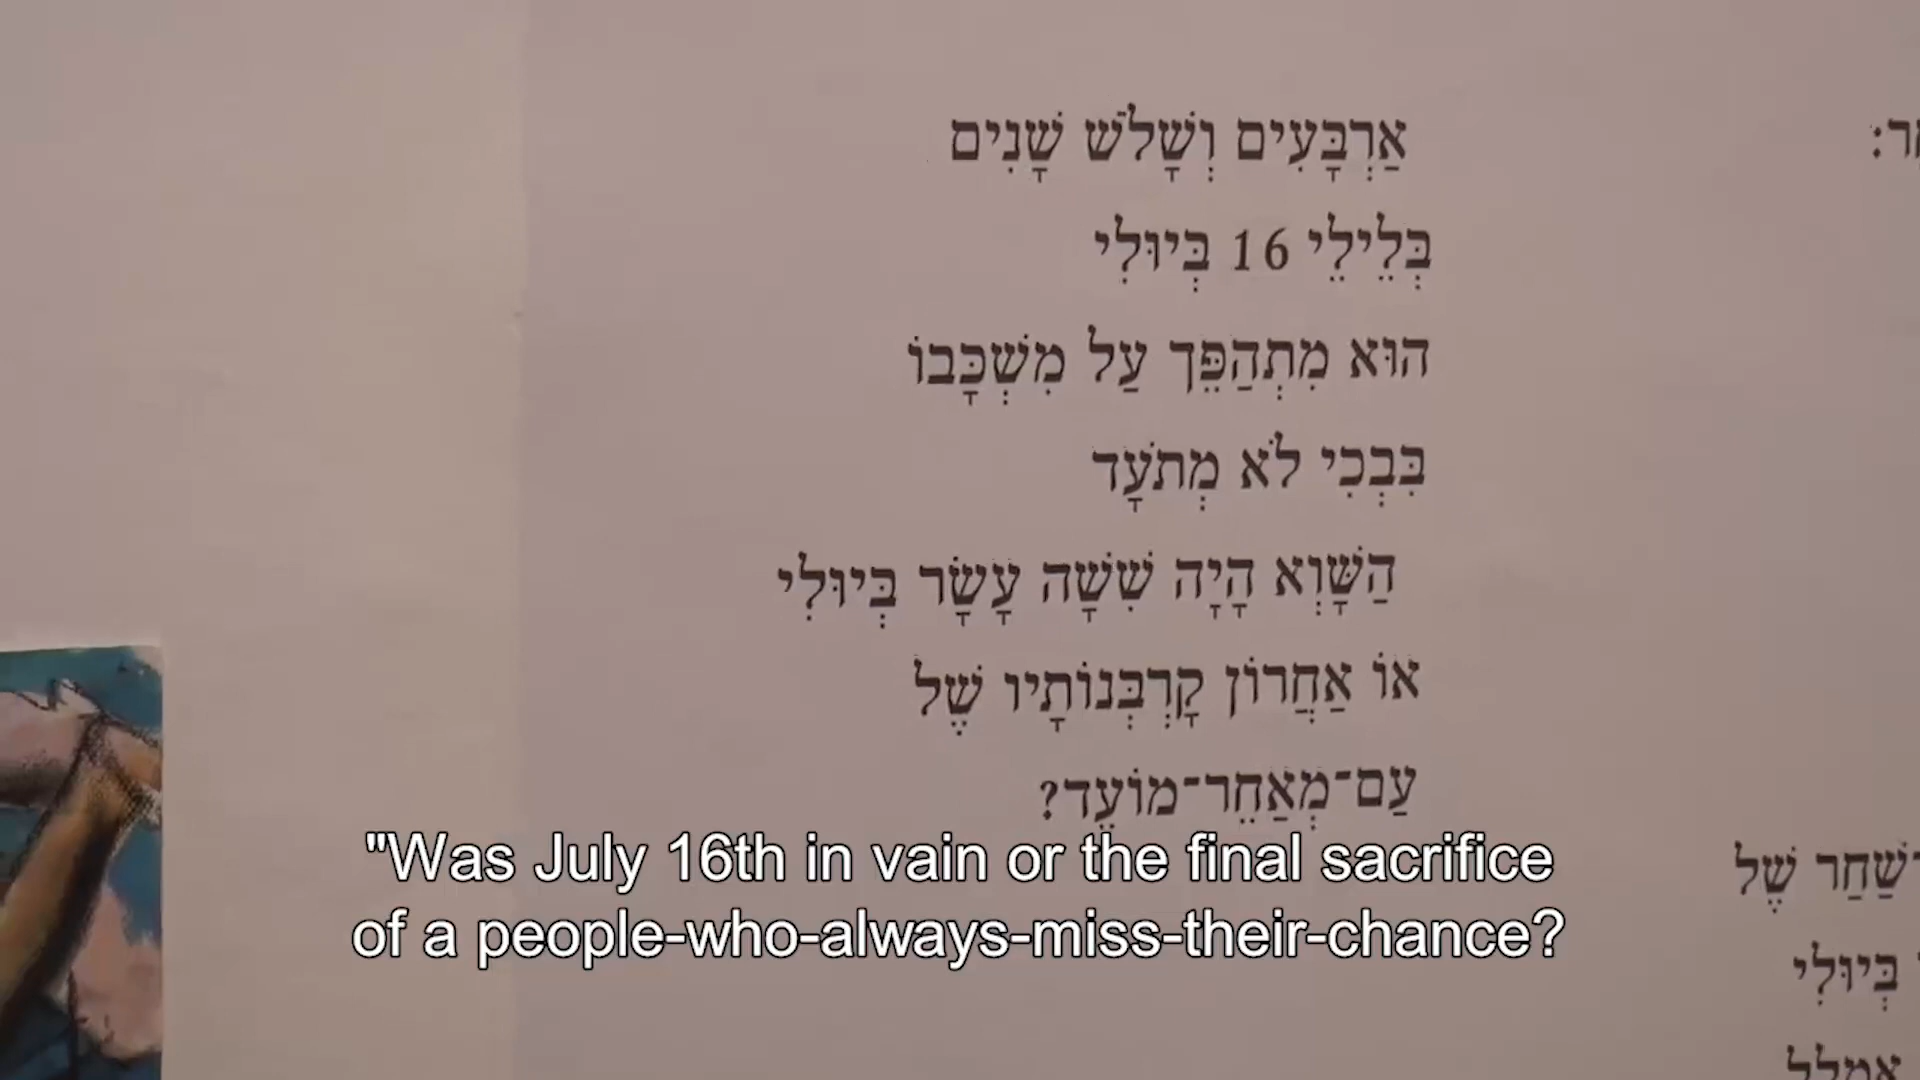 אַרְבָּעִים וְשָׁלֹשׁ שָׁנִים
בְּלֵילֵי 16 בְּיוּלִי
הוּא מִתְהַפֵּךְ עַל מִשְׁכָּבוֹ
בִּבְכִי לֹא מְתֹעָד
הַשָּׁוְא הָיָה שִׁשָּׁה עָשָׂר בְּיוּלִי
אוֹ אַחֲרוֹן קָרְבְּנוֹתָיו שֶׁל
עַם־מְאַחֵר־מוֹעֵד?
שַׁחַר שֶׁל
בְּיוּלִי
אמלל
"Was July 16th in vain or the final sacrifice
of a people-who-always-miss-their-chance?